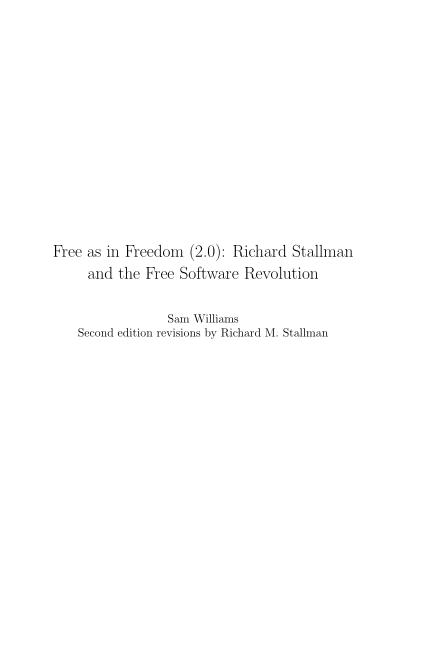 Free as in Freedom (2.0): Richard Stallman
and the Free Software Revolution
Sam Williams
Second edition revisions by Richard M. Stallman